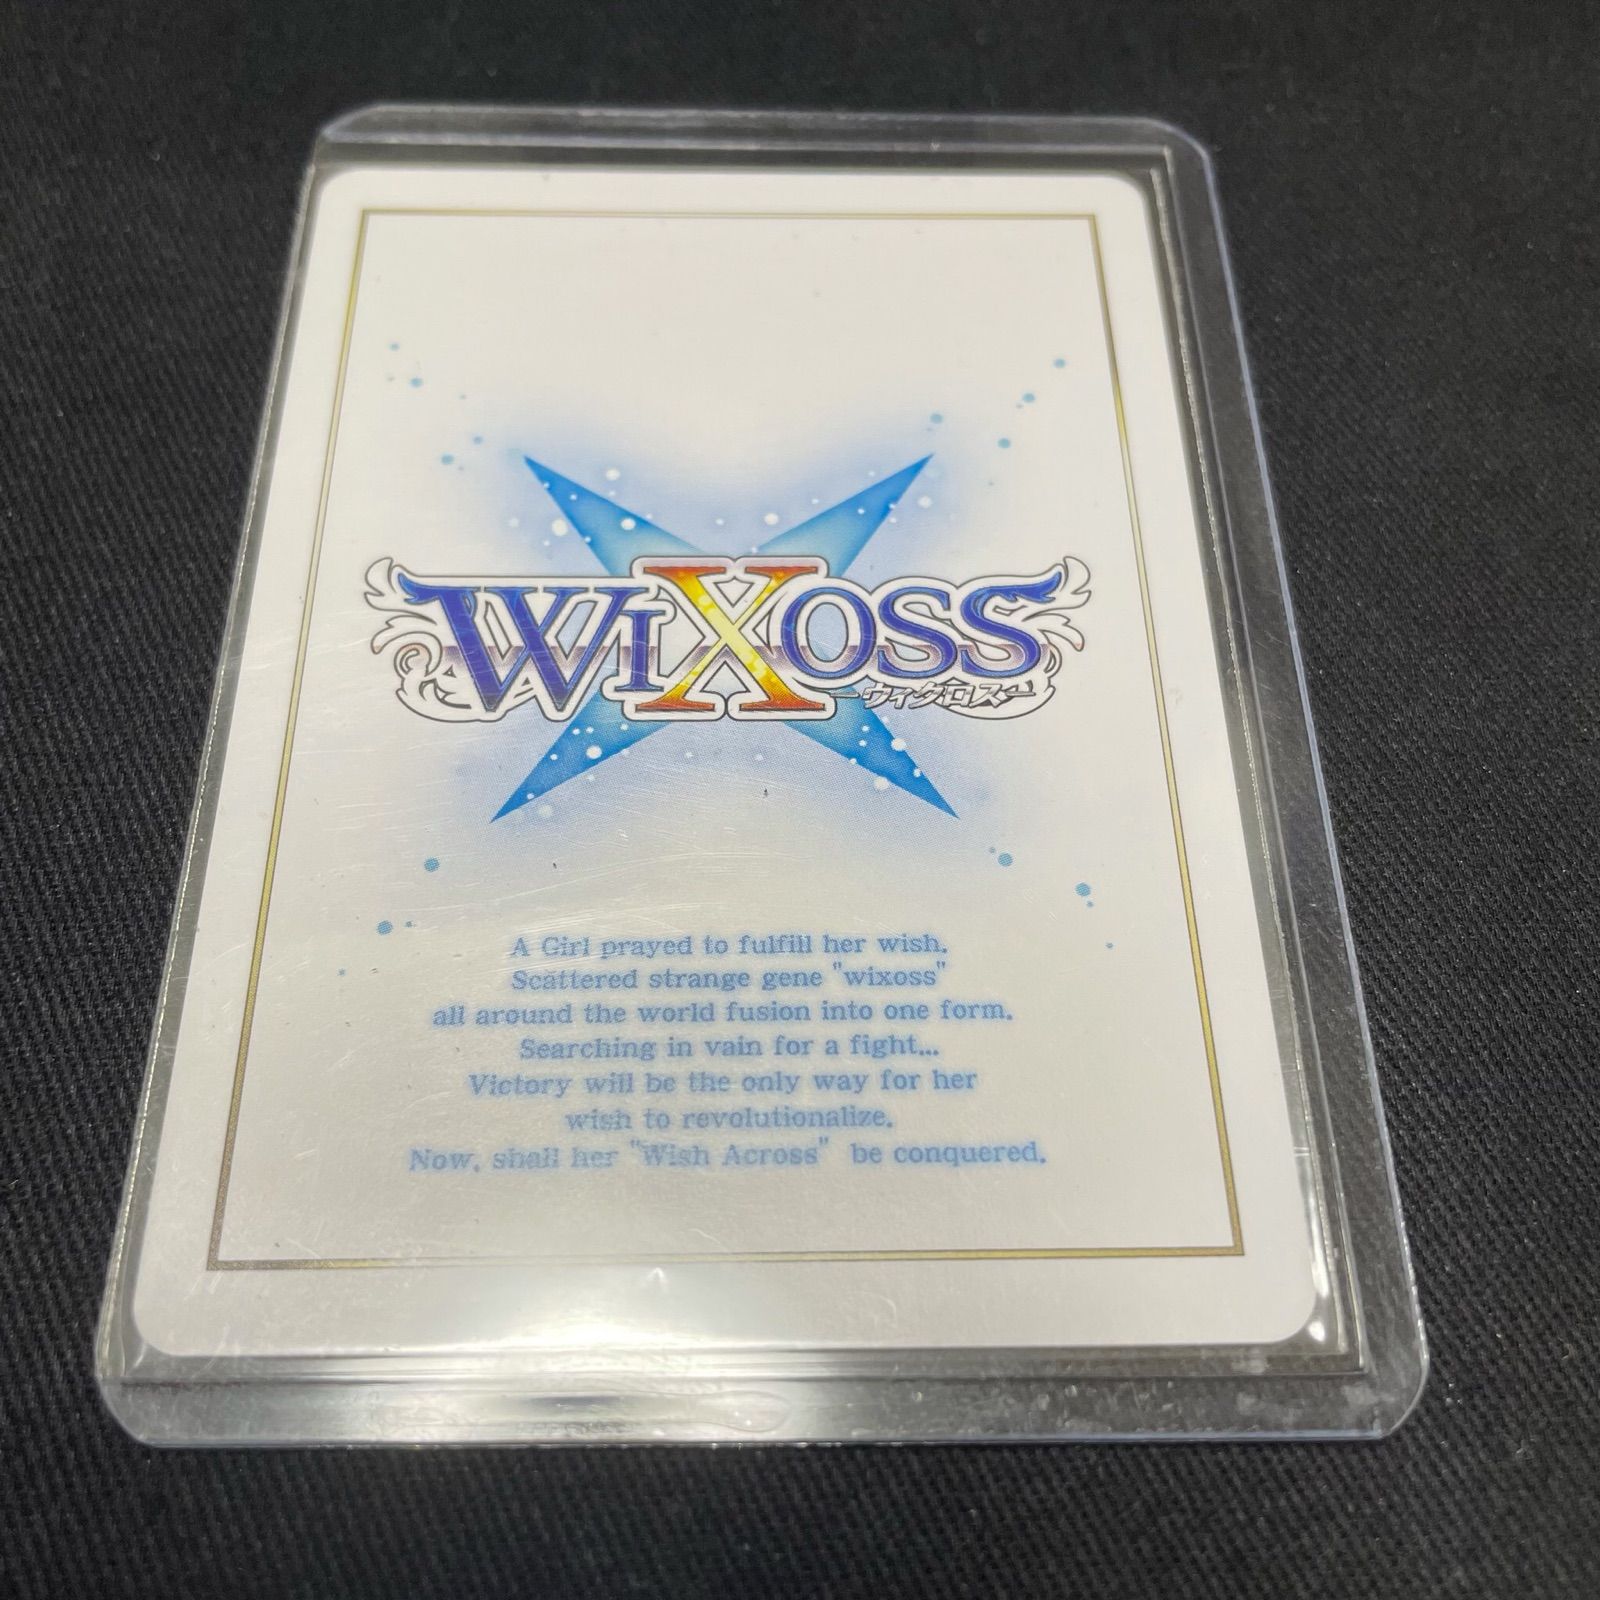 WIXOSS
－ウィクロス－
A Girl prayed to fulfill her wish.
Scattered strange gene "wixoss"
all around the world fusion into one form.
Searching in vain for a fight...
Victory will be the only way for her
wish to revolutionalize.
Now, shall her "Wish Across" be conquered.